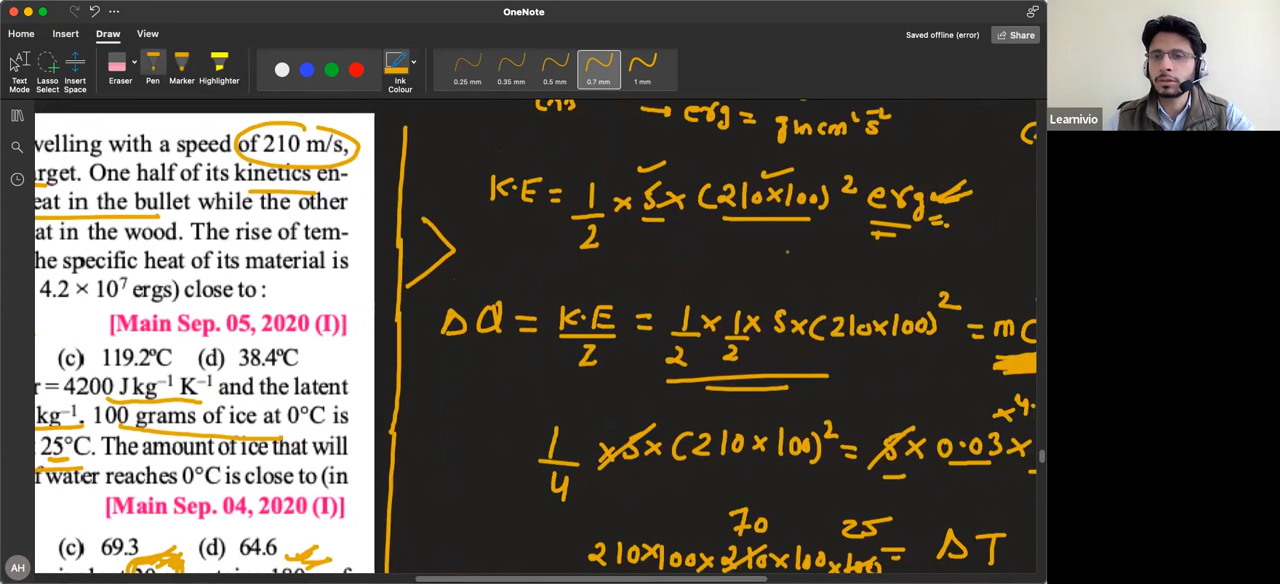 OneNote
Home Insert Draw View
Saved offline (error) Share
Text Mode
Lasso Select
Insert Space
Eraser
Pen
Marker
Highlighter
Ink Colour
0.25 mm
0.35 mm
0.5 mm
0.7 mm
1 mm
Learnivio
velling with a speed of 210 m/s,
rget. One half of its kinetics en-
eat in the bullet while the other
at in the wood. The rise of tem-
he specific heat of its material is
4.2 × 10⁷ ergs) close to :
[Main Sep. 05, 2020 (I)]
(c) 119.2ºC (d) 38.4ºC
r = 4200 J kg⁻¹ K⁻¹ and the latent
kg⁻¹. 100 grams of ice at 0°C is
25°C. The amount of ice that will
f water reaches 0°C is close to (in
[Main Sep. 04, 2020 (I)]
(c) 69.3 (d) 64.6
→ erg = gm cm² s⁻²
K.E = 1/2 × 5 × (210×100)² erg
ΔQ = K.E/2 = 1/2 × 1/2 × 5 × (210×100)² = mC
×4.
1/4 × 5 × (210×100)² = 5 × 0.03 ×
70 25
210×100×210×100×100 = ΔT
AH